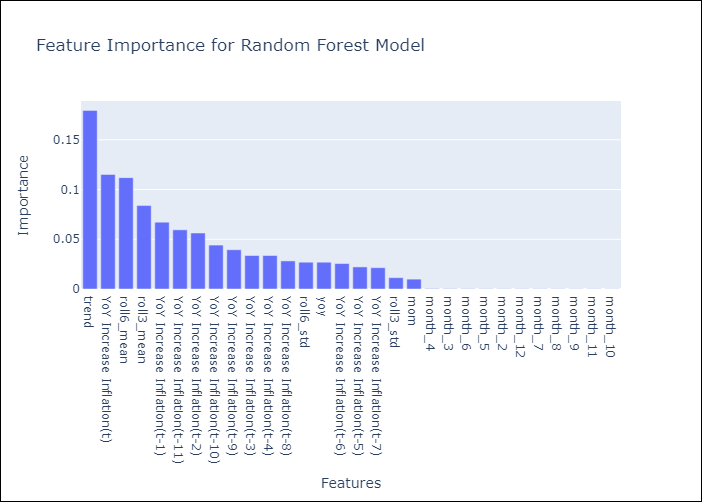 Feature Importance for Random Forest Model
Importance
0.15
0.1
0.05
0
trend
YoY Increase Inflation(t)
roll6_mean
roll3_mean
YoY Increase Inflation(t-1)
YoY Increase Inflation(t-11)
YoY Increase Inflation(t-2)
YoY Increase Inflation(t-10)
YoY Increase Inflation(t-9)
YoY Increase Inflation(t-3)
YoY Increase Inflation(t-4)
YoY Increase Inflation(t-8)
roll6_std
yoy
YoY Increase Inflation(t-6)
YoY Increase Inflation(t-5)
YoY Increase Inflation(t-7)
roll3_std
mom
month_4
month_3
month_6
month_5
month_2
month_12
month_7
month_8
month_9
month_11
month_10
Features